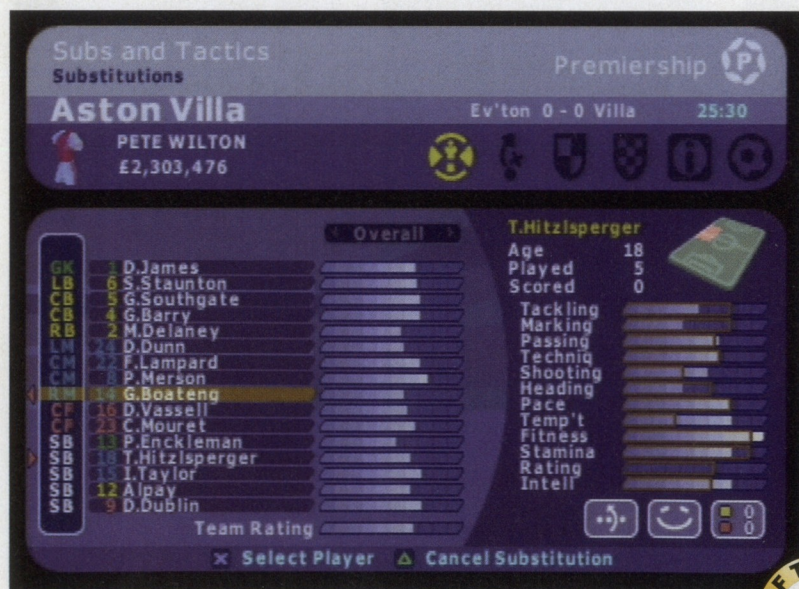 Subs and Tactics
Substitutions
Premiership P
Aston Villa
Ev'ton 0 - 0 Villa 25:30
PETE WILTON
£2,303,476
Overall
T.Hitzlsperger
Age 18
Played 5
Scored 0
GK 1 D.James
LB 6 S.Staunton
CB 5 G.Southgate
CB 4 G.Barry
RB 2 M.Delaney
LM 24 D.Dunn
CM 22 F.Lampard
CM 8 P.Merson
RM 14 G.Boateng
CF 16 D.Vassell
CF 23 C.Mouret
SB 13 P.Enckleman
SB 18 T.Hitzlsperger
SB 15 I.Taylor
SB 12 Alpay
SB 9 D.Dublin
Team Rating
Tackling
Marking
Passing
Techniq
Shooting
Heading
Pace
Temp't
Fitness
Stamina
Rating
Intell
0
0
Select Player Cancel Substitution